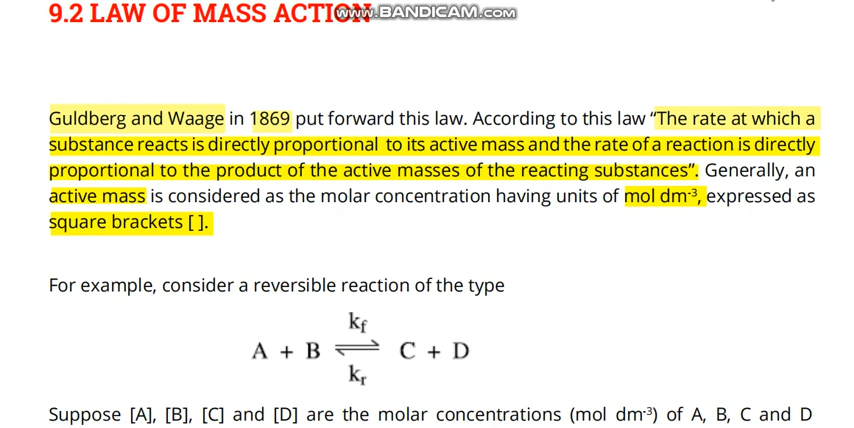 9.2 LAW OF MASS ACTION
www.BANDICAM.com
Guldberg and Waage in 1869 put forward this law. According to this law “The rate at which a
substance reacts is directly proportional to its active mass and the rate of a reaction is directly
proportional to the product of the active masses of the reacting substances”. Generally, an
active mass is considered as the molar concentration having units of mol dm⁻³, expressed as
square brackets [ ].
For example, consider a reversible reaction of the type
kf
A + B ⇌ C + D
kr
Suppose [A], [B], [C] and [D] are the molar concentrations (mol dm⁻³) of A, B, C and D